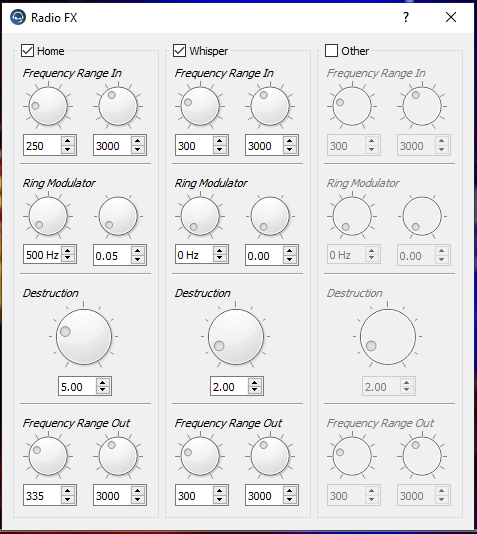 Radio FX ?
Home Whisper Other
Frequency Range In Frequency Range In Frequency Range In
250 3000 300 3000 300 3000
Ring Modulator Ring Modulator Ring Modulator
500 Hz 0.05 0 Hz 0.00 0 Hz 0.00
Destruction Destruction Destruction
5.00 2.00 2.00
Frequency Range Out Frequency Range Out Frequency Range Out
335 3000 300 3000 300 3000